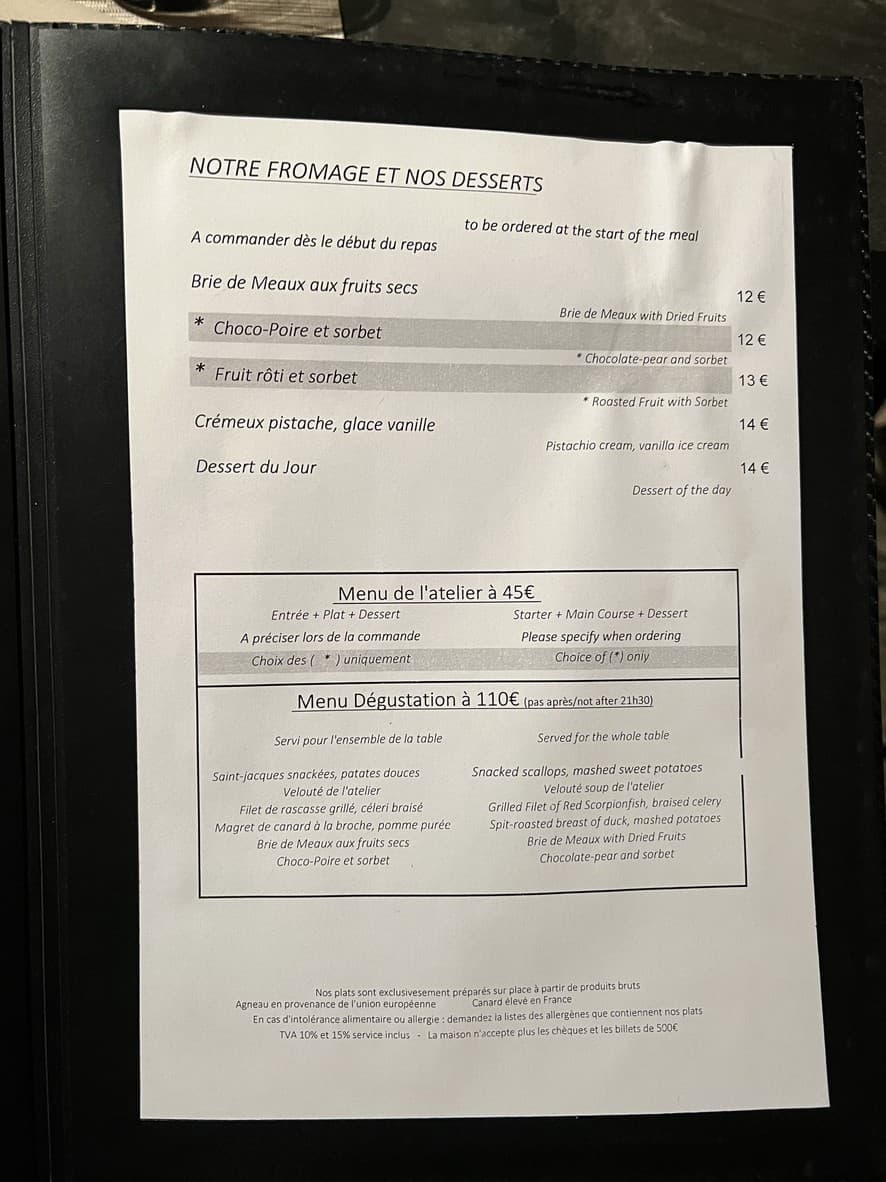 NOTRE FROMAGE ET NOS DESSERTS
A commander dès le début du repas to be ordered at the start of the meal
Brie de Meaux aux fruits secs 12 €
Brie de Meaux with Dried Fruits
* Choco-Poire et sorbet 12 €
* Chocolate-pear and sorbet
* Fruit rôti et sorbet 13 €
* Roasted Fruit with Sorbet
Crémeux pistache, glace vanille 14 €
Pistachio cream, vanilla ice cream
Dessert du Jour 14 €
Dessert of the day
Menu de l'atelier à 45€
Entrée + Plat + Dessert Starter + Main Course + Dessert
A préciser lors de la commande Please specify when ordering
Choix des ( * ) uniquement Choice of (*) only
Menu Dégustation à 110€ (pas après/not after 21h30)
Servi pour l'ensemble de la table Served for the whole table
Saint-jacques snackées, patates douces Snacked scallops, mashed sweet potatoes
Velouté de l'atelier Velouté soup de l'atelier
Filet de rascasse grillé, céleri braisé Grilled Filet of Red Scorpionfish, braised celery
Magret de canard à la broche, pomme purée Spit-roasted breast of duck, mashed potatoes
Brie de Meaux aux fruits secs Brie de Meaux with Dried Fruits
Choco-Poire et sorbet Chocolate-pear and sorbet
Nos plats sont exclusivesement préparés sur place à partir de produits bruts
Agneau en provenance de l'union européenne Canard élevé en France
En cas d'intolérance alimentaire ou allergie : demandez la listes des allergènes que contiennent nos plats
TVA 10% et 15% service inclus - La maison n'accepte plus les chèques et les billets de 500€